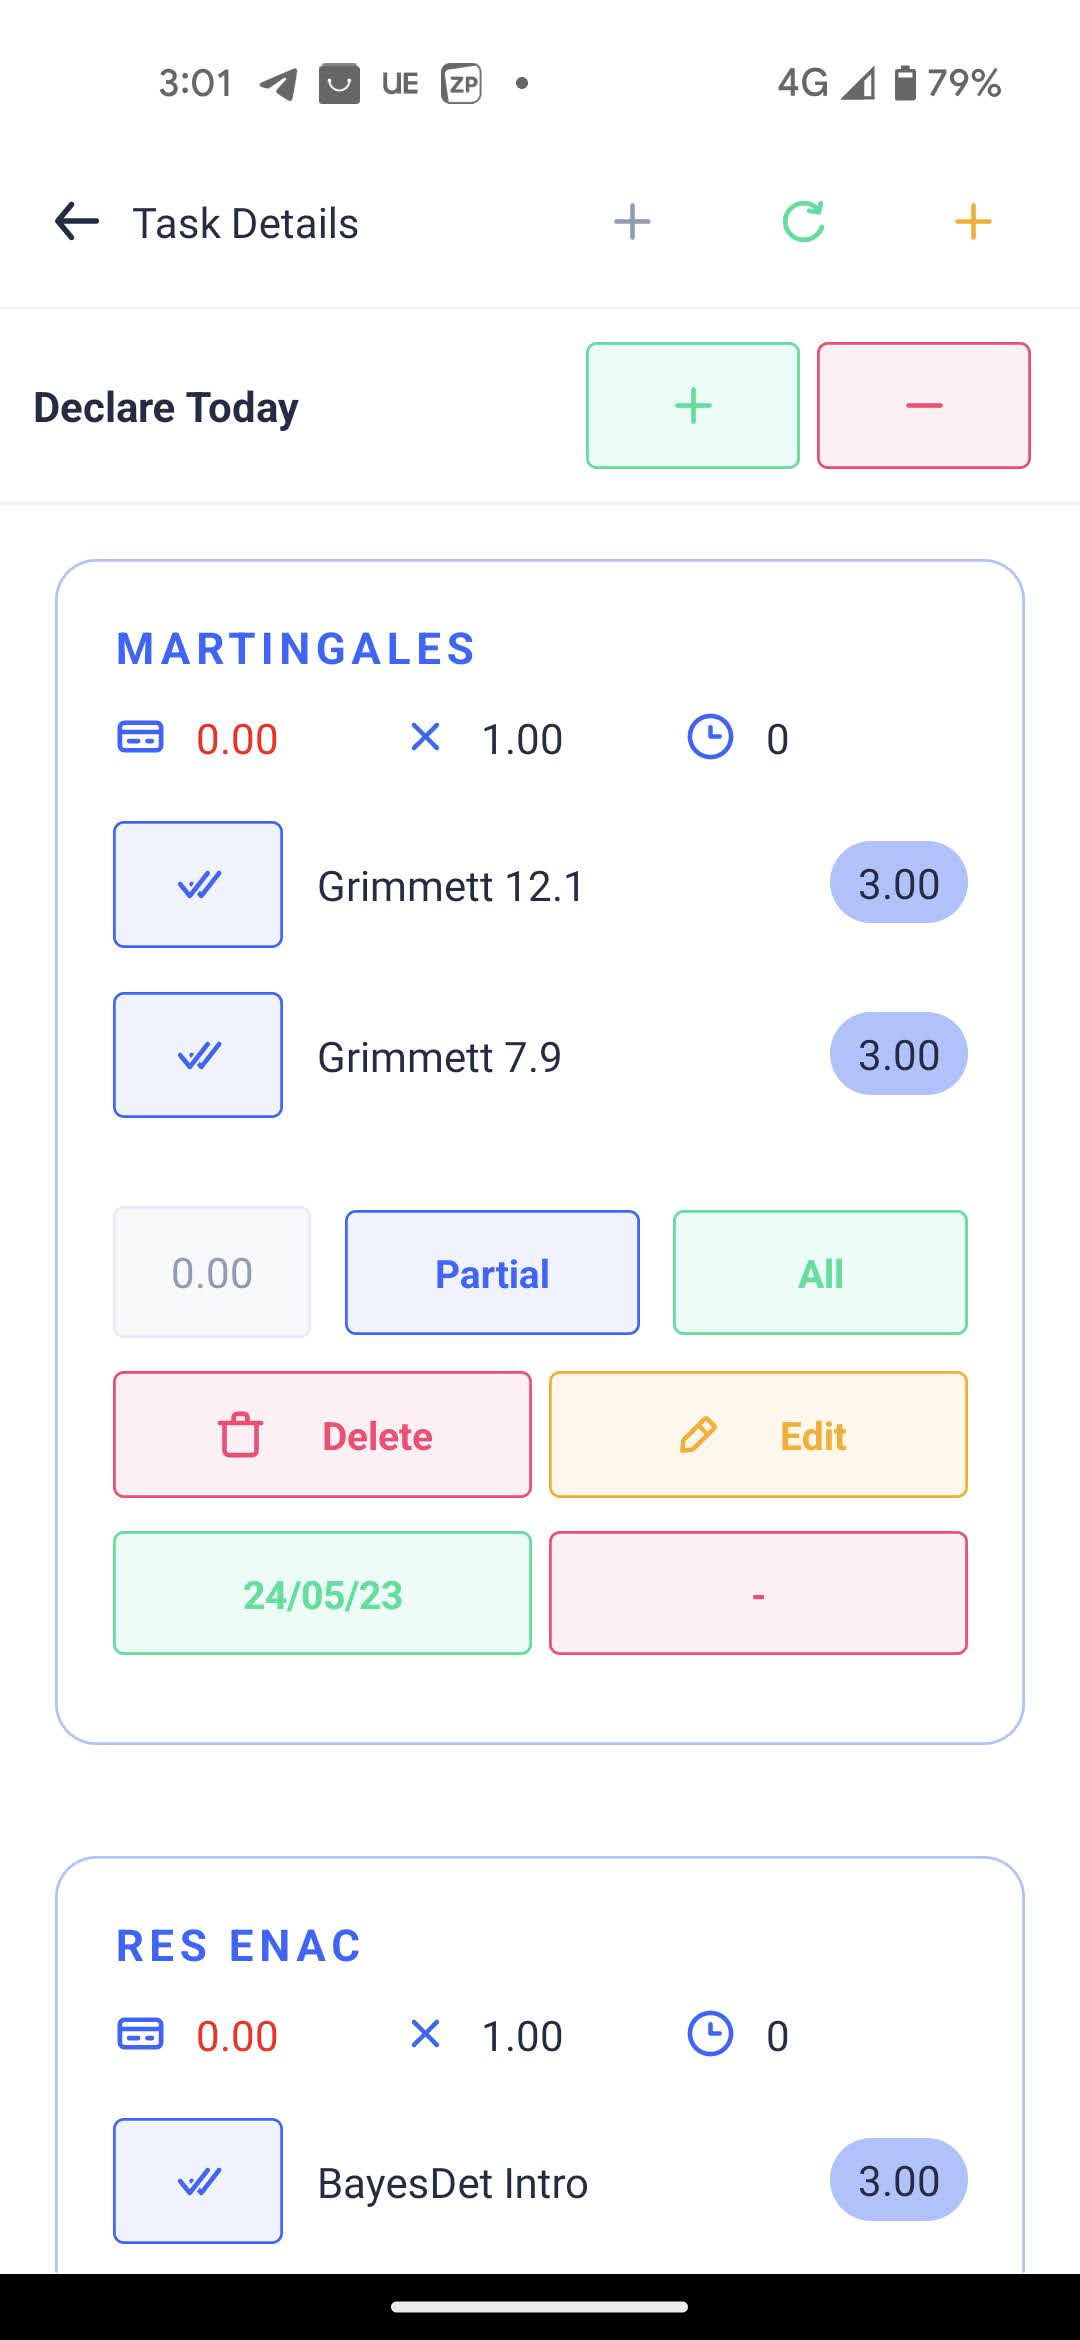 3:01 UE ZP 4G 79%
Task Details
Declare Today
MARTINGALES
0.00 1.00 0
Grimmett 12.1 3.00
Grimmett 7.9 3.00
0.00 Partial All
Delete Edit
24/05/23 -
RES ENAC
0.00 1.00 0
BayesDet Intro 3.00